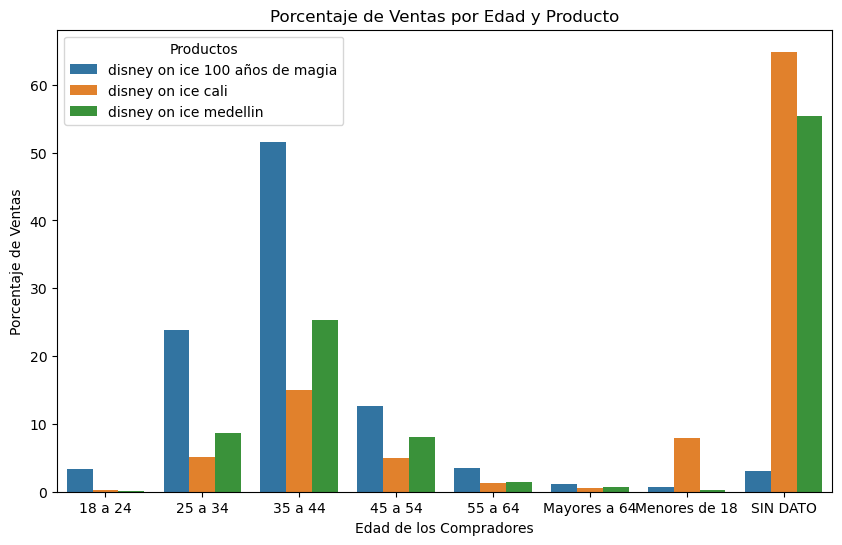 Porcentaje de Ventas por Edad y Producto
Productos
disney on ice 100 años de magia
disney on ice cali
disney on ice medellin
Porcentaje de Ventas
60
50
40
30
20
10
0
18 a 24
25 a 34
35 a 44
45 a 54
55 a 64
Mayores a 64
Menores de 18
SIN DATO
Edad de los Compradores